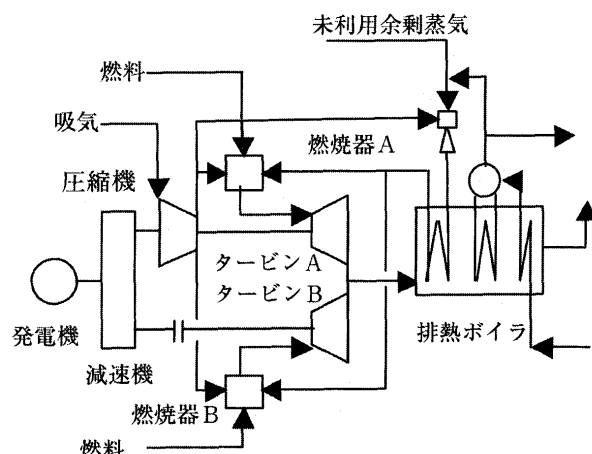 未利用余剰蒸気
燃料
吸気
燃焼器A
圧縮機
タービンA
タービンB
発電機
排熱ボイラ
減速機
燃焼器B
燃料